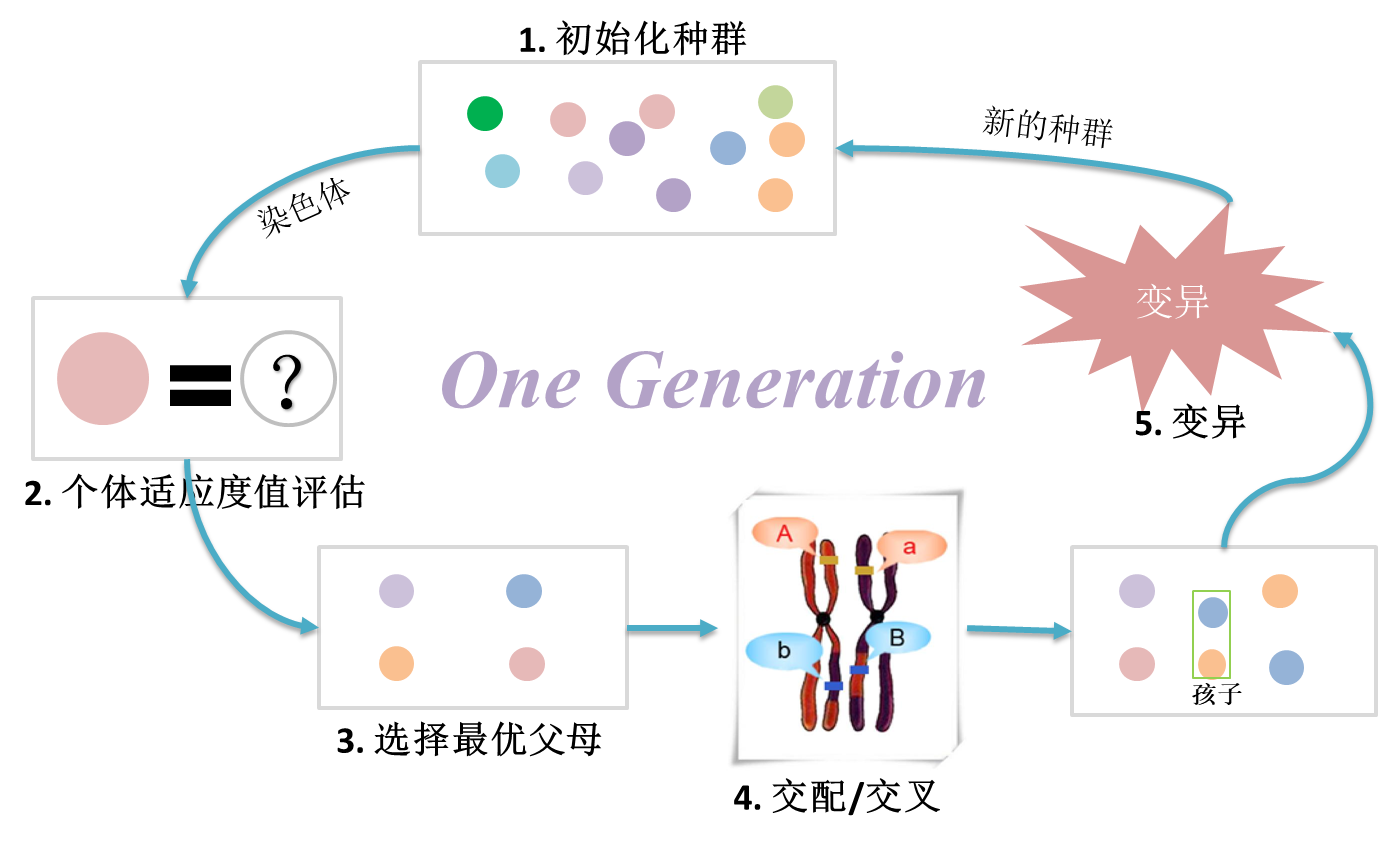 1. 初始化种群
新的种群
染色体
变异
= ?
One Generation
5. 变异
2. 个体适应度值评估
A
a
b
B
孩子
3. 选择最优父母
4. 交配/交叉